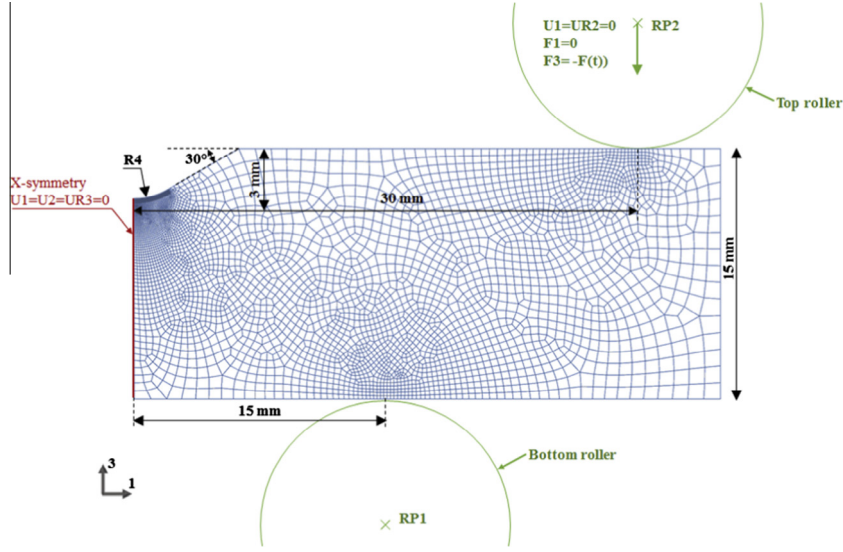 U1=UR2=0
F1=0
F3= -F(t))
RP2
Top roller
30°
R4
3 mm
X-symmetry
U1=U2=UR3=0
30 mm
15 mm
15 mm
Bottom roller
3
1
RP1